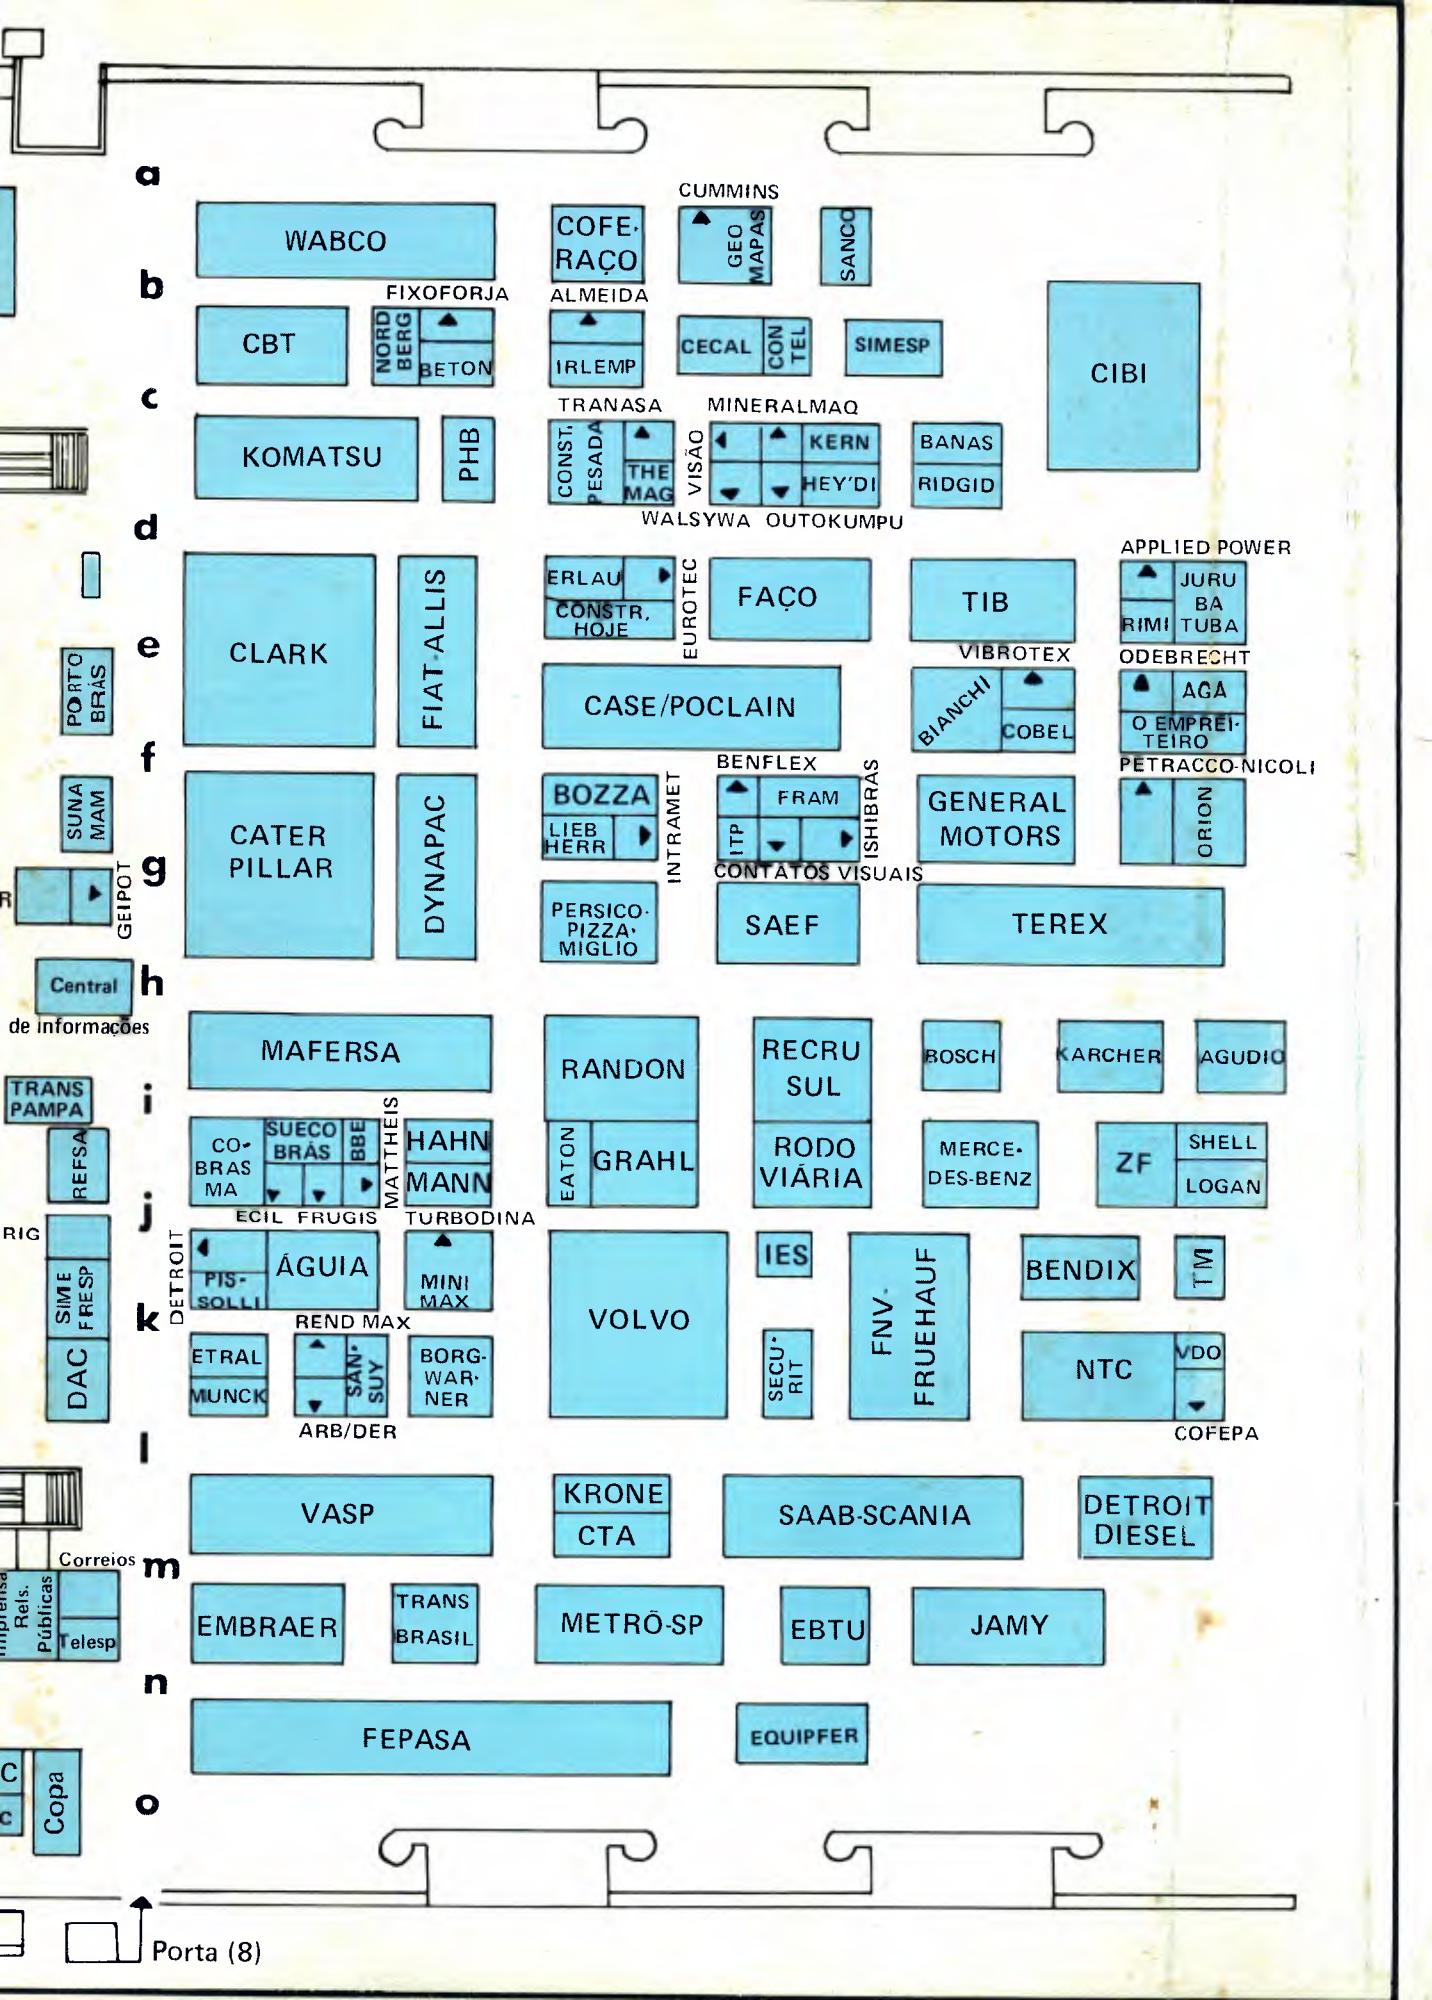 a
CUMMINS
WABCO
COFE-
RAÇO
GEO
MAPAS
SANCO
b
FIXOFORJA
ALMEIDA
CBT
NORD
BERG
BETON
IRLEMP
CECAL
CON
TEL
SIMESP
CIBI
c
TRANASA
MINERALMAQ
KOMATSU
PHB
CONST.
PESADA
THE
MAG
VISÃO
KERN
HEY'DI
BANAS
RIDGID
WALSYWA
OUTOKUMPU
d
APPLIED POWER
CLARK
FIAT-ALLIS
ERLAU
CONSTR.
HOJE
EUROTEC
FAÇO
TIB
JURU
BA
TUBA
RIMI
e
VIBROTEX
ODEBRECHT
PORTO
BRÁS
CASE/POCLAIN
BIANCHI
COBEL
AGA
O EMPREI-
TEIRO
f
BENFLEX
PETRACCO-NICOLI
SUNA
MAM
CATER
PILLAR
DYNAPAC
BOZZA
LIEB
HERR
INTRAMET
ITP
FRAM
ISHIBRÁS
GENERAL
MOTORS
ORION
g
CONTATOS VISUAIS
R
GEIPOT
PERSICO-
PIZZA-
MIGLIO
SAEF
TEREX
h
Central
de informações
MAFERSA
RANDON
RECRU
SUL
BOSCH
KARCHER
AGUDIO
TRANS
PAMPA
i
REFSA
CO-
BRAS
MA
SUECO
BRÁS
BBE
MATTHEIS
HAHN
MANN
EATON
GRAHL
RODO
VIÁRIA
MERCE-
DES-BENZ
ZF
SHELL
LOGAN
j
ECIL
FRUGIS
TURBODINA
RIG
DETROIT
PIS-
SOLLI
ÁGUIA
MINI
MAX
VOLVO
IES
FNV-
FRUEHAUF
BENDIX
TM
SIME
FRESP
k
REND MAX
DAC
ETRAL
MUNCK
SAN-
SUY
BORG-
WAR-
NER
SECU-
RIT
NTC
VDO
ARB/DER
COFEPA
l
VASP
KRONE
CTA
SAAB-SCANIA
DETROIT
DIESEL
Correios
m
Imprensa
Rels.
Públicas
Telesp
EMBRAER
TRANS
BRASIL
METRÔ-SP
EBTU
JAMY
n
FEPASA
EQUIPFER
C
C
Copa
o
Porta (8)